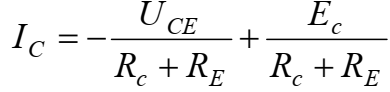 I_C = -\frac{U_{CE}}{R_c + R_E} + \frac{E_c}{R_c + R_E}